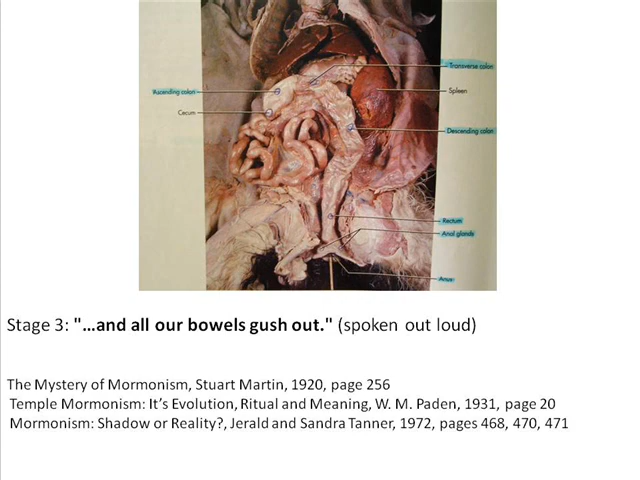 Transverse colon
Ascending colon
Spleen
Cecum
Descending colon
Rectum
Anal glands
Anus
Stage 3: "…and all our bowels gush out." (spoken out loud)
The Mystery of Mormonism, Stuart Martin, 1920, page 256
Temple Mormonism: It's Evolution, Ritual and Meaning, W. M. Paden, 1931, page 20
Mormonism: Shadow or Reality?, Jerald and Sandra Tanner, 1972, pages 468, 470, 471